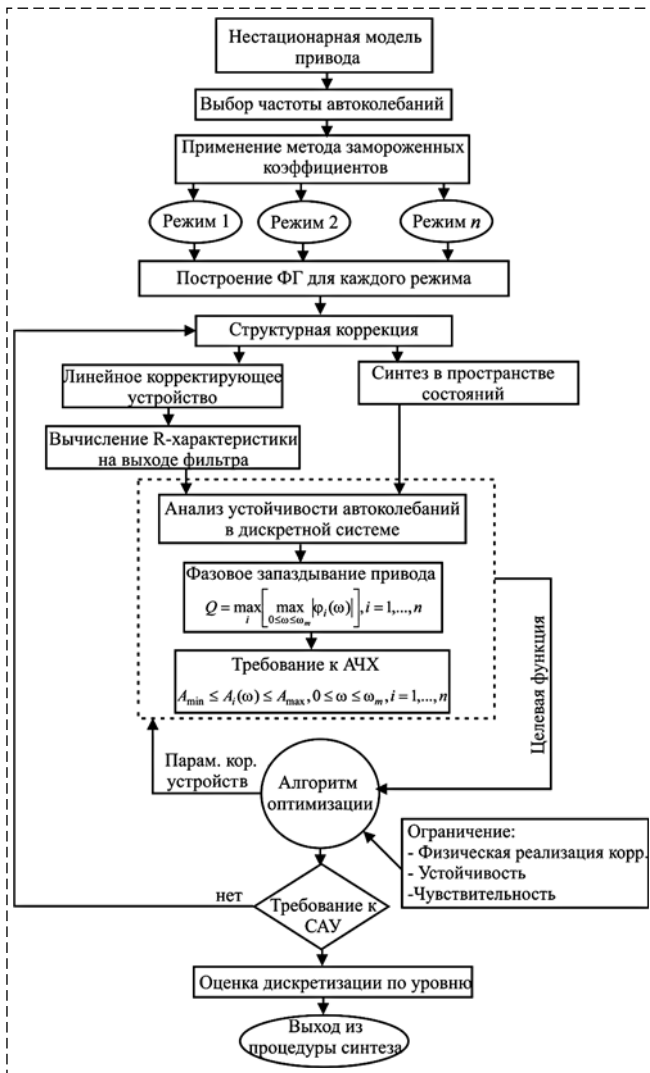 Нестационарная модель
привода
Выбор частоты автоколебаний
Применение метода замороженных
коэффициентов
Режим 1
Режим 2
Режим n
Построение ФГ для каждого режима
Структурная коррекция
Линейное корректирующее
устройство
Синтез в пространстве
состояний
Вычисление R-характеристики
на выходе фильтра
Анализ устойчивости автоколебаний
в дискретной системе
Фазовое запаздывание привода
Q = max_i [ max_{0≤ω≤ω_m} |φ_i(ω)| ], i = 1,...,n
Требование к АЧХ
A_min ≤ A_i(ω) ≤ A_max, 0 ≤ ω ≤ ω_m, i = 1,...,n
Целевая функция
Парам. кор.
устройств
Алгоритм
оптимизации
Ограничение:
- Физическая реализация корр.
- Устойчивость
-Чувствительность
нет
Требование к
САУ
Оценка дискретизации по уровню
Выход из
процедуры синтеза